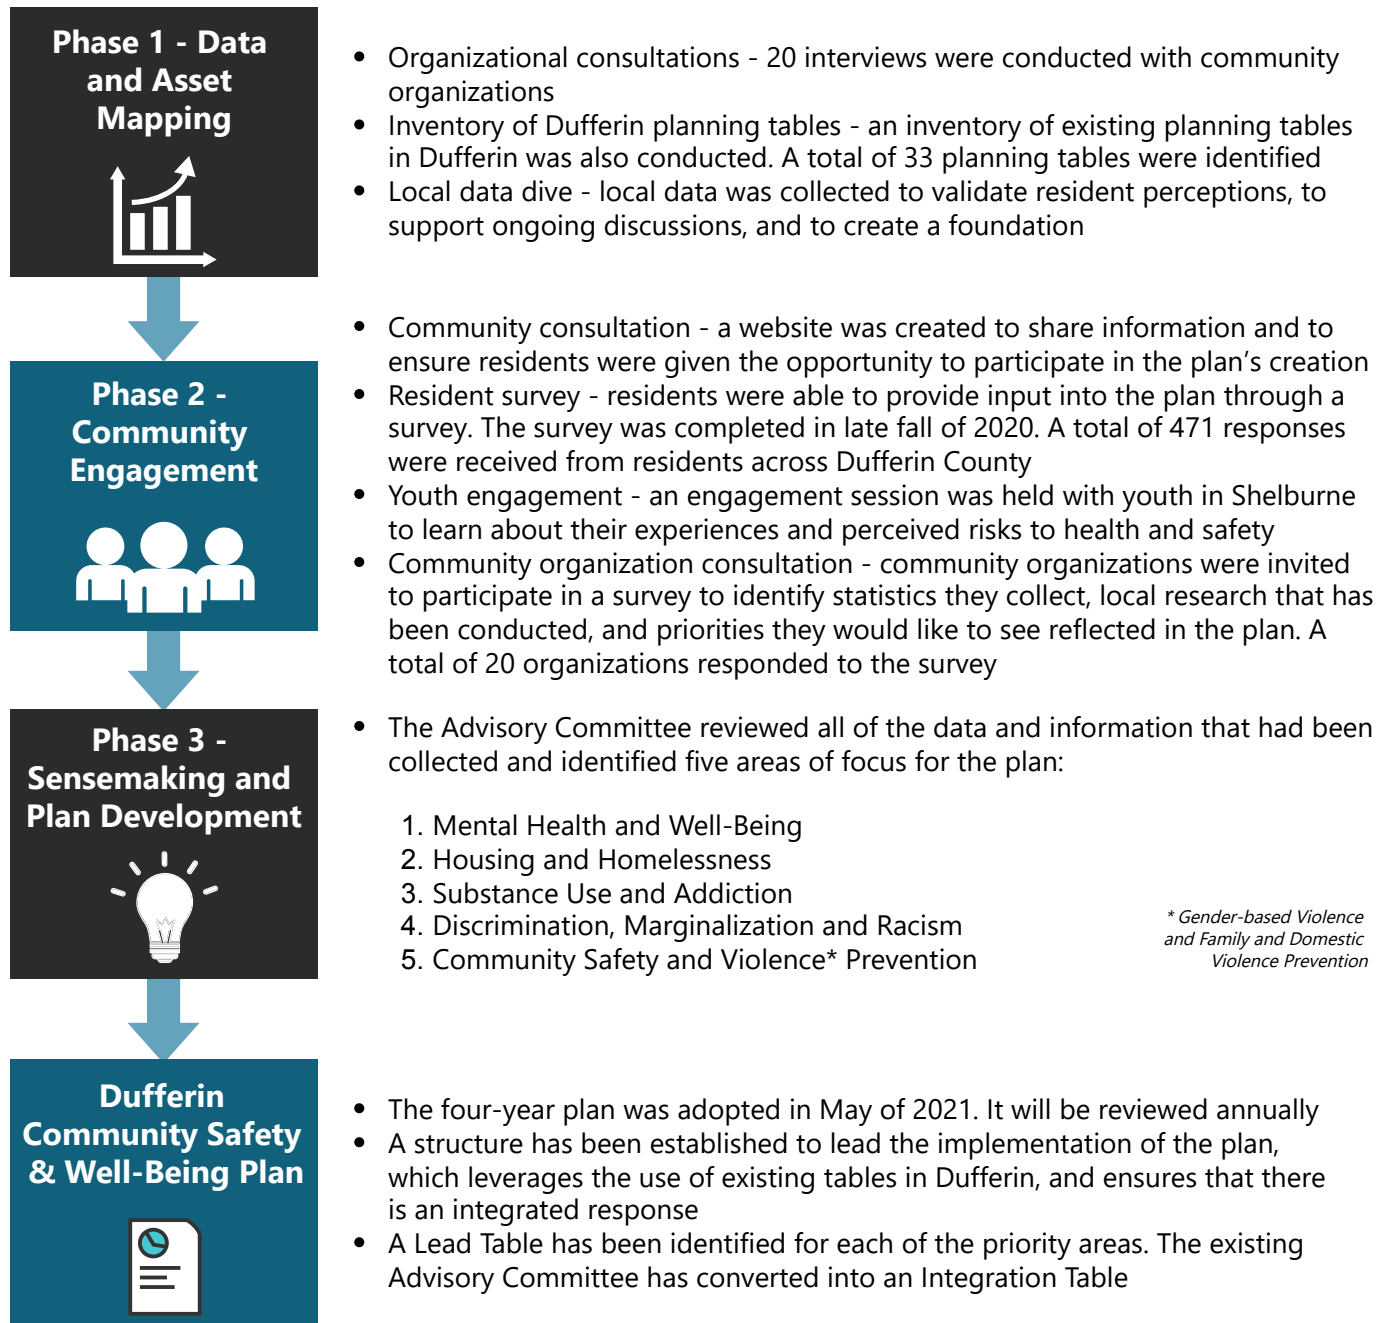 Phase 1 - Data
and Asset
Mapping
• Organizational consultations - 20 interviews were conducted with community
organizations
• Inventory of Dufferin planning tables - an inventory of existing planning tables
in Dufferin was also conducted. A total of 33 planning tables were identified
• Local data dive - local data was collected to validate resident perceptions, to
support ongoing discussions, and to create a foundation
Phase 2 -
Community
Engagement
• Community consultation - a website was created to share information and to
ensure residents were given the opportunity to participate in the plan’s creation
• Resident survey - residents were able to provide input into the plan through a
survey. The survey was completed in late fall of 2020. A total of 471 responses
were received from residents across Dufferin County
• Youth engagement - an engagement session was held with youth in Shelburne
to learn about their experiences and perceived risks to health and safety
• Community organization consultation - community organizations were invited
to participate in a survey to identify statistics they collect, local research that has
been conducted, and priorities they would like to see reflected in the plan. A
total of 20 organizations responded to the survey
Phase 3 -
Sensemaking and
Plan Development
• The Advisory Committee reviewed all of the data and information that had been
collected and identified five areas of focus for the plan:
1. Mental Health and Well-Being
2. Housing and Homelessness
3. Substance Use and Addiction
4. Discrimination, Marginalization and Racism
5. Community Safety and Violence* Prevention
* Gender-based Violence
and Family and Domestic
Violence Prevention
Dufferin
Community Safety
& Well-Being Plan
• The four-year plan was adopted in May of 2021. It will be reviewed annually
• A structure has been established to lead the implementation of the plan,
which leverages the use of existing tables in Dufferin, and ensures that there
is an integrated response
• A Lead Table has been identified for each of the priority areas. The existing
Advisory Committee has converted into an Integration Table